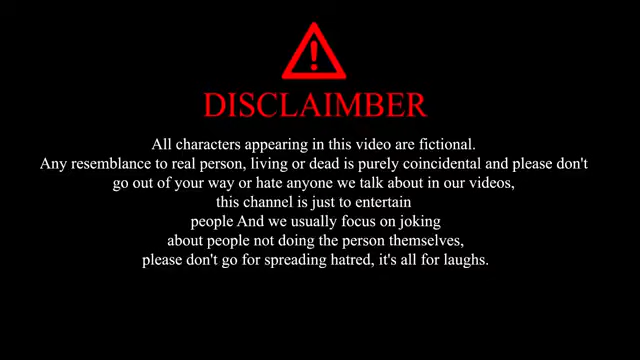 DISCLAIMBER
All characters appearing in this video are fictional.
Any resemblance to real person, living or dead is purely coincidental and please don't
go out of your way or hate anyone we talk about in our videos,
this channel is just to entertain
people And we usually focus on joking
about people not doing the person themselves,
please don't go for spreading hatred, it's all for laughs.